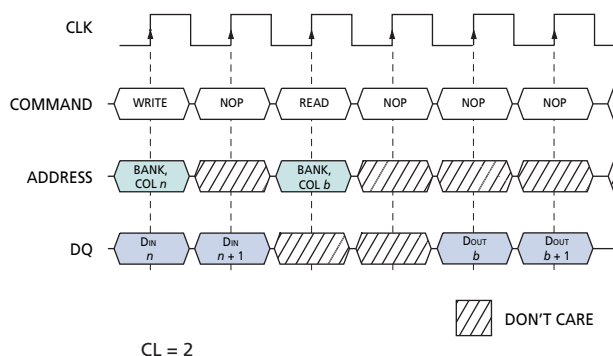 CLK
COMMAND WRITE NOP READ NOP NOP NOP
ADDRESS BANK, COL n BANK, COL b
DQ DIN n DIN n + 1 DOUT b DOUT b + 1
DON'T CARE
CL = 2